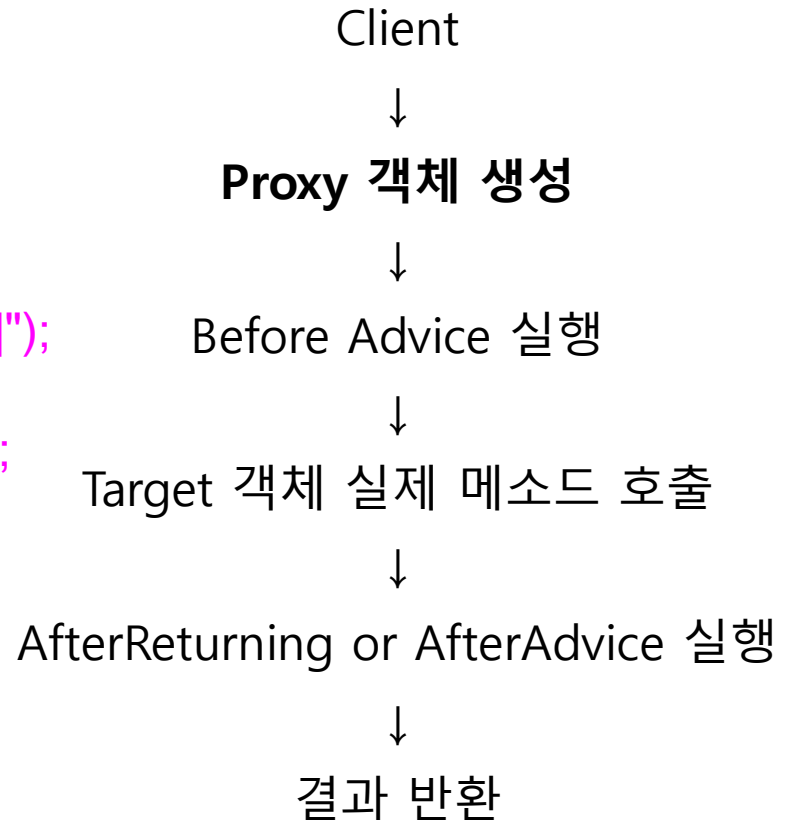 Client
↓
Proxy 객체 생성
↓
");
Before Advice 실행
↓
;
Target 객체 실제 메소드 호출
↓
AfterReturning or AfterAdvice 실행
↓
결과 반환